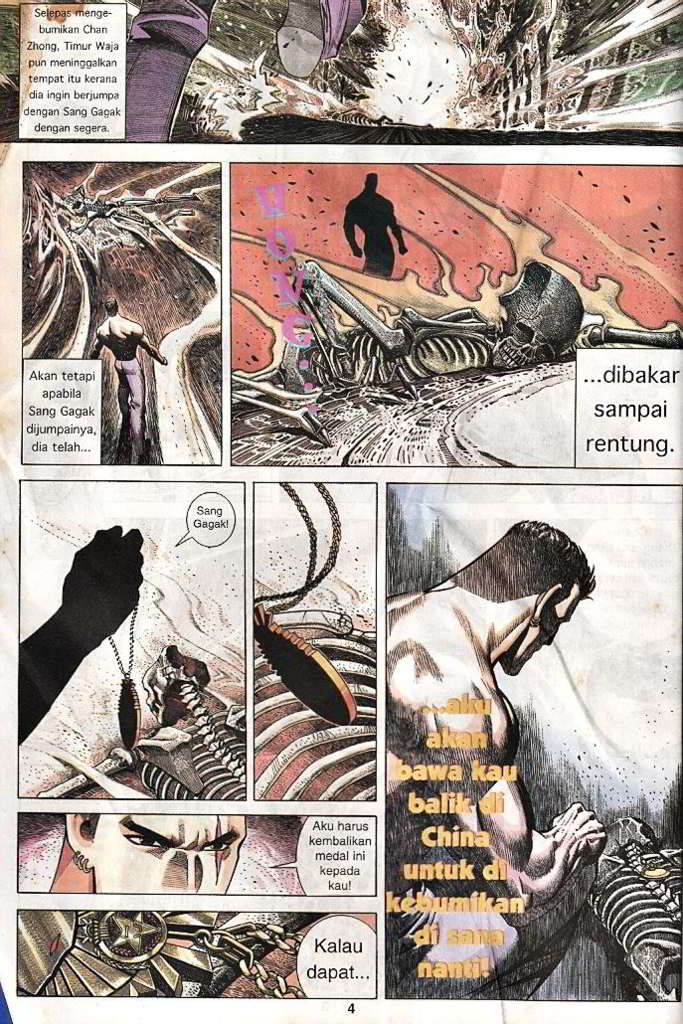 Selepas menge-
bumikan Chan
Zhong, Timur Waja
pun meninggalkan
tempat itu kerana
dia ingin berjumpa
dengan Sang Gagak
dengan segera.
Akan tetapi
apabila
Sang Gagak
dijumpainya,
dia telah...
WONG...
...dibakar
sampai
rentung.
Sang
Gagak!
Aku harus
kembalikan
medal ini
kepada
kau!
Kalau
dapat...
...aku
akan
bawa kau
balik di
China
untuk di
kebumikan
di sana
nanti!
4